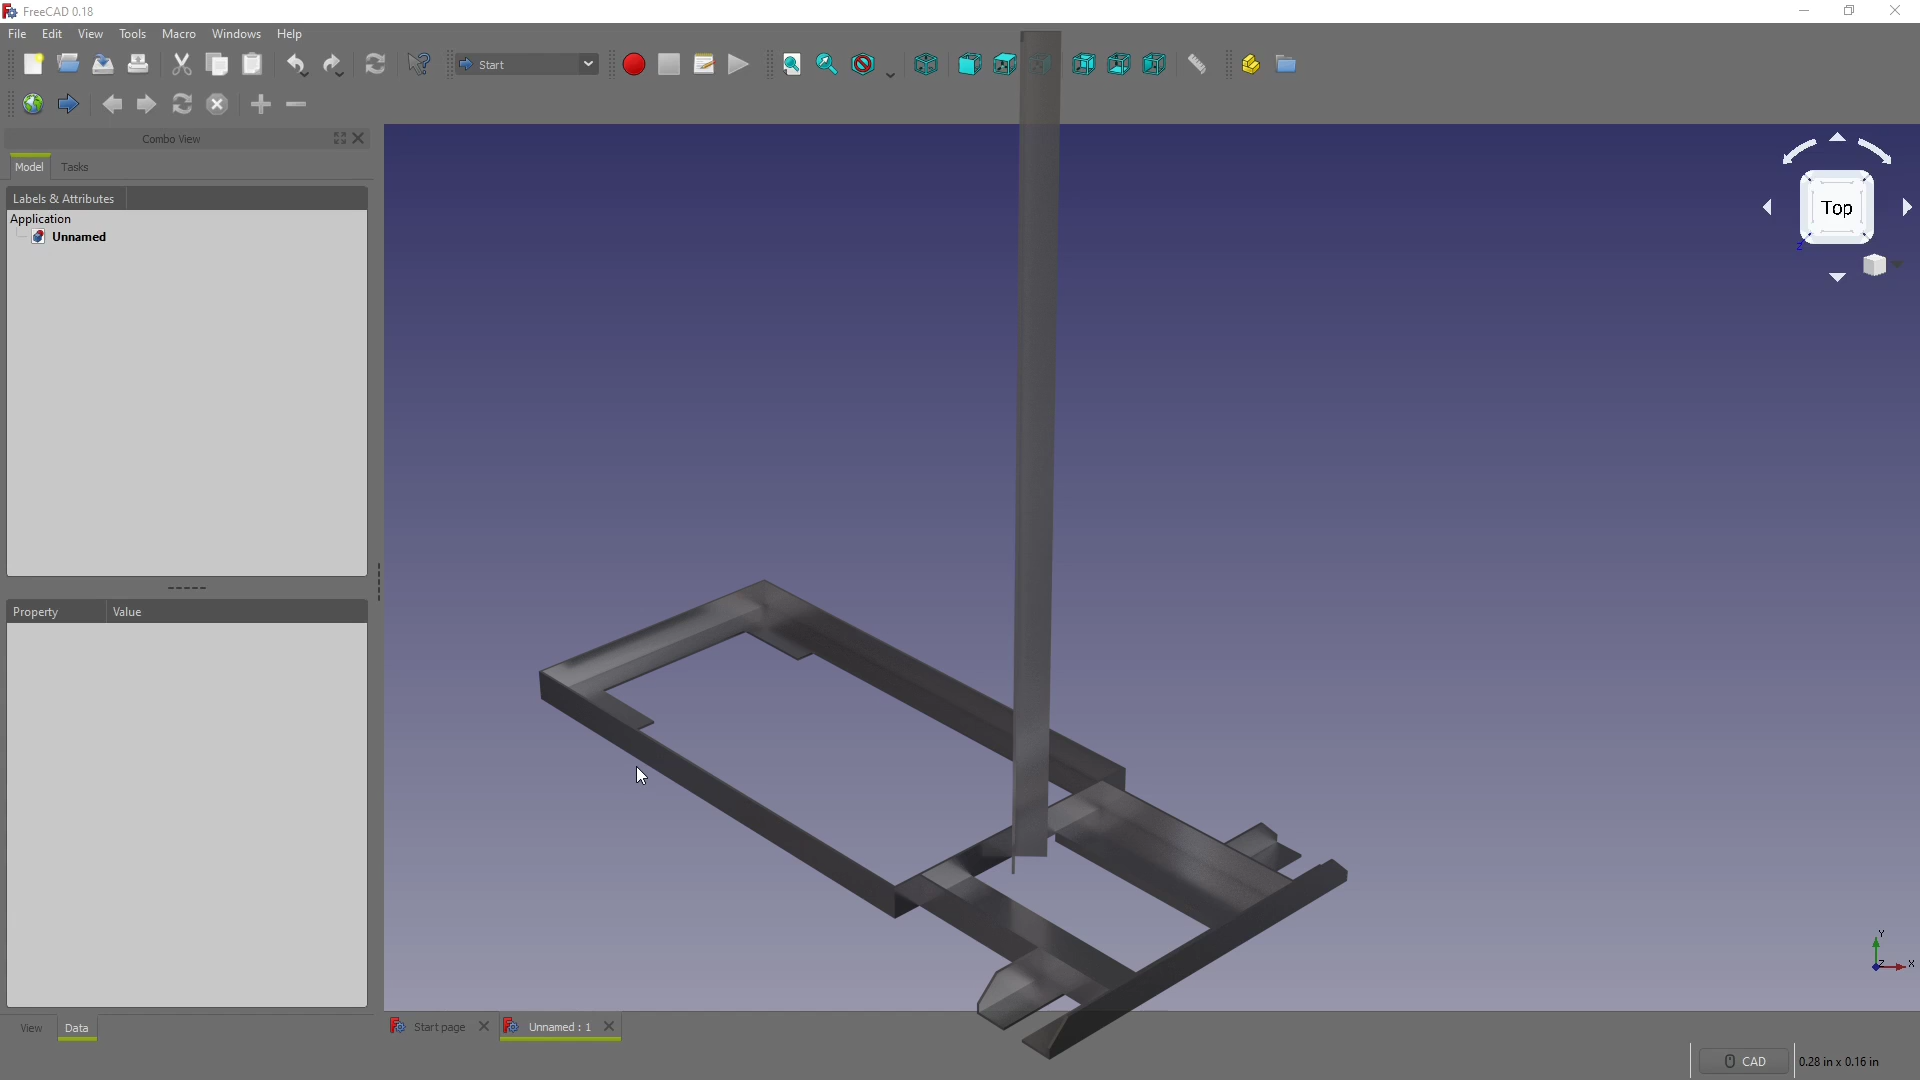 FreeCAD 0.18
File Edit View Tools Macro Windows Help
Start
Combo View
Model Tasks
Labels & Attributes
Application
Unnamed
Top
Z
Property Value
Y
Z X
View Data
Start page Unnamed : 1
CAD 0.28 in x 0.16 in